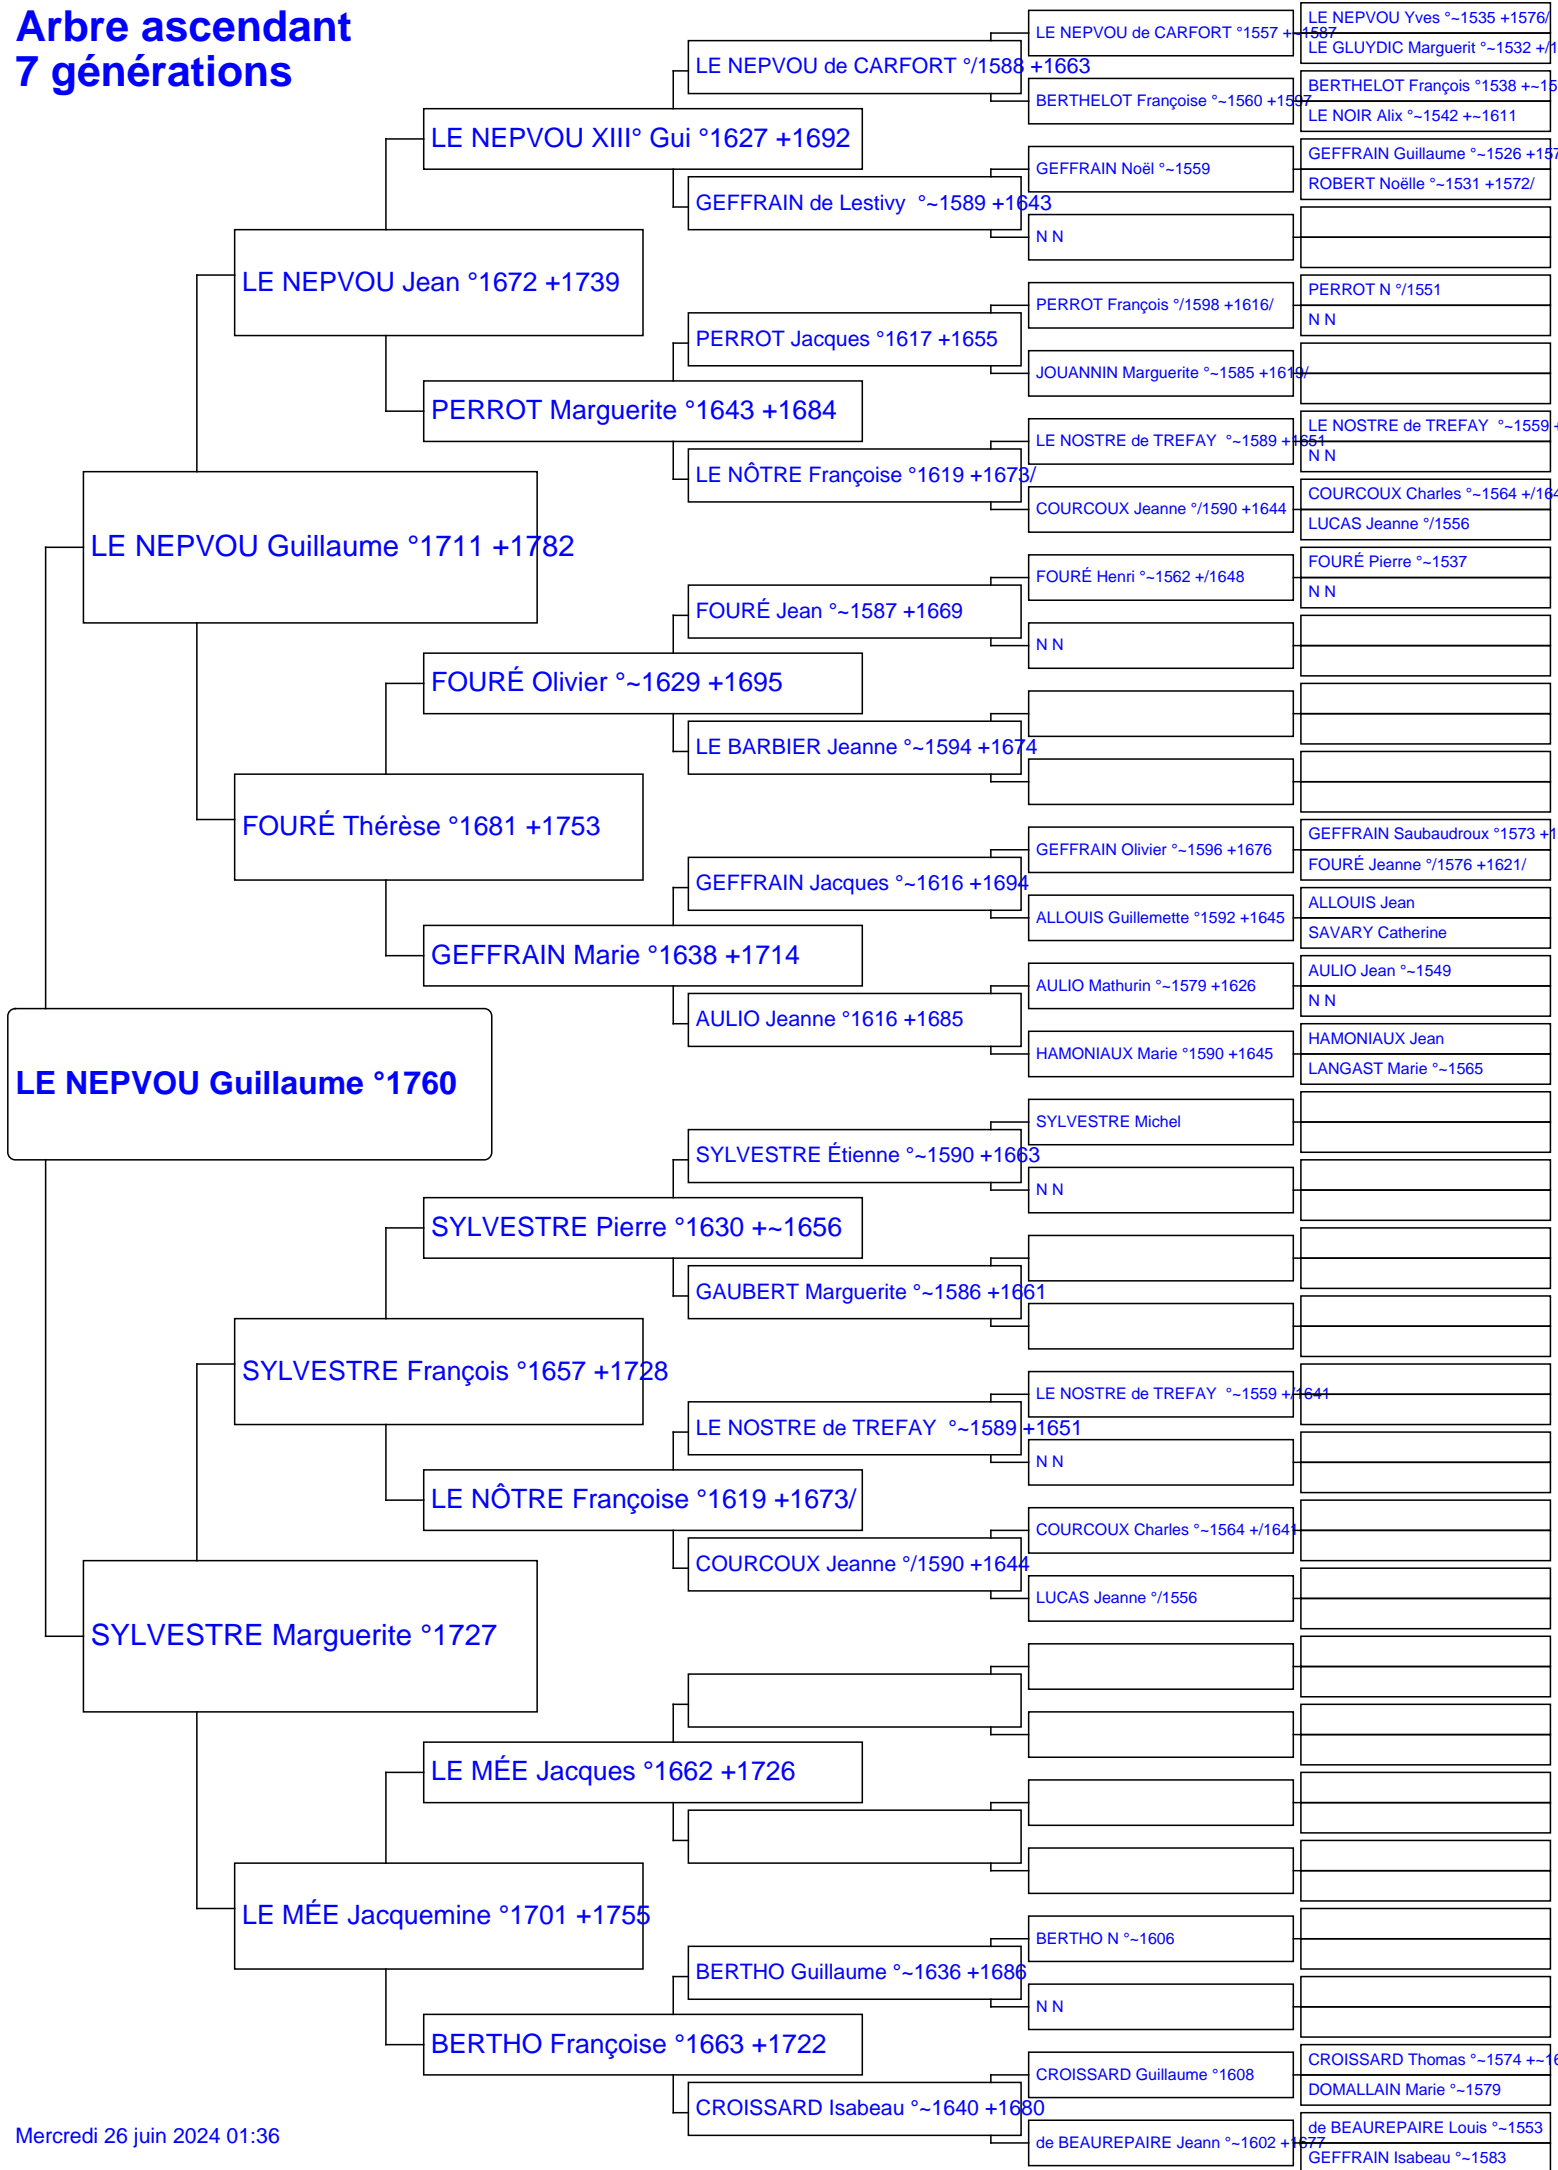 Arbre ascendant
7 générations
LE NEPVOU Guillaume °1760
LE NEPVOU Guillaume °1711 +1782
SYLVESTRE Marguerite °1727
LE NEPVOU Jean °1672 +1739
FOURÉ Thérèse °1681 +1753
SYLVESTRE François °1657 +1728
LE MÉE Jacquemine °1701 +1755
LE NEPVOU XIII° Gui °1627 +1692
PERROT Marguerite °1643 +1684
FOURÉ Olivier °~1629 +1695
GEFFRAIN Marie °1638 +1714
SYLVESTRE Pierre °1630 +~1656
LE NÔTRE Françoise °1619 +1673/
LE MÉE Jacques °1662 +1726
BERTHO Françoise °1663 +1722
LE NEPVOU de CARFORT °/1588 +1663
GEFFRAIN de Lestivy °~1589 +1643
PERROT Jacques °1617 +1655
LE NÔTRE Françoise °1619 +1673/
FOURÉ Jean °~1587 +1669
LE BARBIER Jeanne °~1594 +1674
GEFFRAIN Jacques °~1616 +1694
AULIO Jeanne °1616 +1685
SYLVESTRE Étienne °~1590 +1663
GAUBERT Marguerite °~1586 +1661
LE NOSTRE de TREFAY °~1589 +1651
COURCOUX Jeanne °/1590 +1644
BERTHO Guillaume °~1636 +1686
CROISSARD Isabeau °~1640 +1680
LE NEPVOU de CARFORT °1557 +~1587
BERTHELOT Françoise °~1560 +1597
GEFFRAIN Noël °~1559
N N
PERROT François °/1598 +1616/
JOUANNIN Marguerite °~1585 +1619/
LE NOSTRE de TREFAY °~1589 +1651
COURCOUX Jeanne °/1590 +1644
FOURÉ Henri °~1562 +/1648
N N
GEFFRAIN Olivier °~1596 +1676
ALLOUIS Guillemette °1592 +1645
AULIO Mathurin °~1579 +1626
HAMONIAUX Marie °1590 +1645
SYLVESTRE Michel
N N
LE NOSTRE de TREFAY °~1559 +/1641
N N
COURCOUX Charles °~1564 +/1641
LUCAS Jeanne °/1556
BERTHO N °~1606
N N
CROISSARD Guillaume °1608
de BEAUREPAIRE Jeann °~1602 +1677
LE NEPVOU Yves °~1535 +1576/
LE GLUYDIC Marguerit °~1532 +/1
BERTHELOT François °1538 +~15
LE NOIR Alix °~1542 +~1611
GEFFRAIN Guillaume °~1526 +157
ROBERT Noëlle °~1531 +1572/
PERROT N °/1551
N N
LE NOSTRE de TREFAY °~1559 +
N N
COURCOUX Charles °~1564 +/164
LUCAS Jeanne °/1556
FOURÉ Pierre °~1537
N N
GEFFRAIN Saubaudroux °1573 +1
FOURÉ Jeanne °/1576 +1621/
ALLOUIS Jean
SAVARY Catherine
AULIO Jean °~1549
N N
HAMONIAUX Jean
LANGAST Marie °~1565
CROISSARD Thomas °~1574 +~16
DOMALLAIN Marie °~1579
de BEAUREPAIRE Louis °~1553
GEFFRAIN Isabeau °~1583
Mercredi 26 juin 2024 01:36